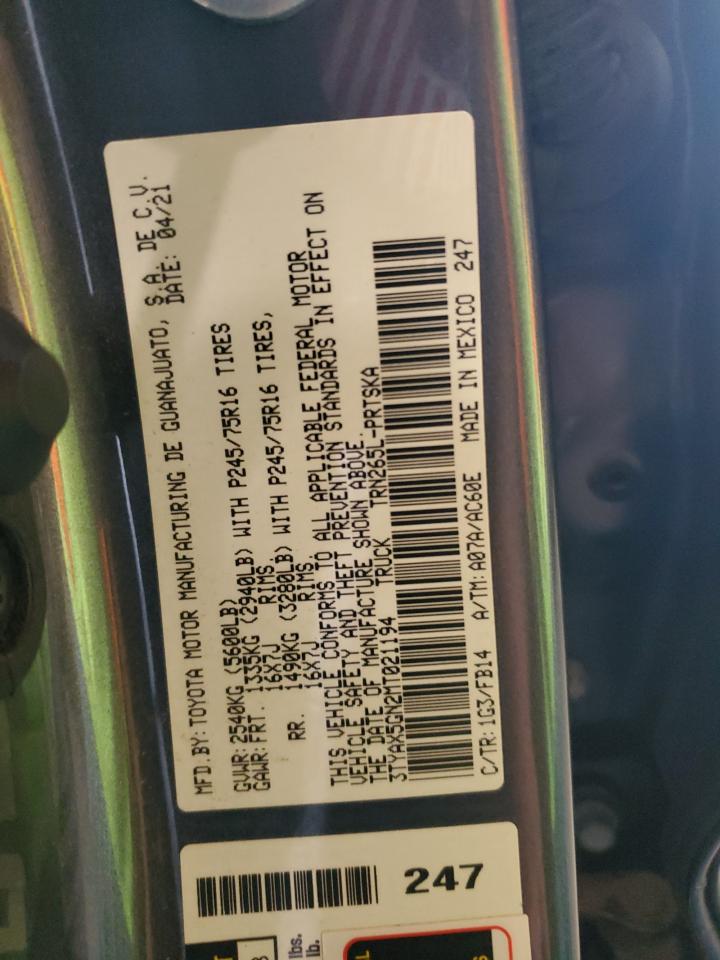 MFD.BY:TOYOTA MOTOR MANUFACTURING DE GUANAJUATO, S.A. DE C.V.
DATE: 04/21
GVWR:2540KG (5600LB)
GAWR:FRT. 1335KG (2940LB) WITH P245/75R16 TIRES
16X7J RIMS
RR. 1490KG (3280LB) WITH P245/75R16 TIRES,
16X7J RIMS.
THIS VEHICLE CONFORMS TO ALL APPLICABLE FEDERAL MOTOR
VEHICLE SAFETY AND THEFT PREVENTION STANDARDS IN EFFECT ON
THE DATE OF MANUFACTURE SHOWN ABOVE.
3TYAX5GN2MT021194 TRUCK TRN265L-PRTSKA
C/TR:1G3/FB14 A/TM:A07A/AC60E MADE IN MEXICO 247
247
lbs.
lb.